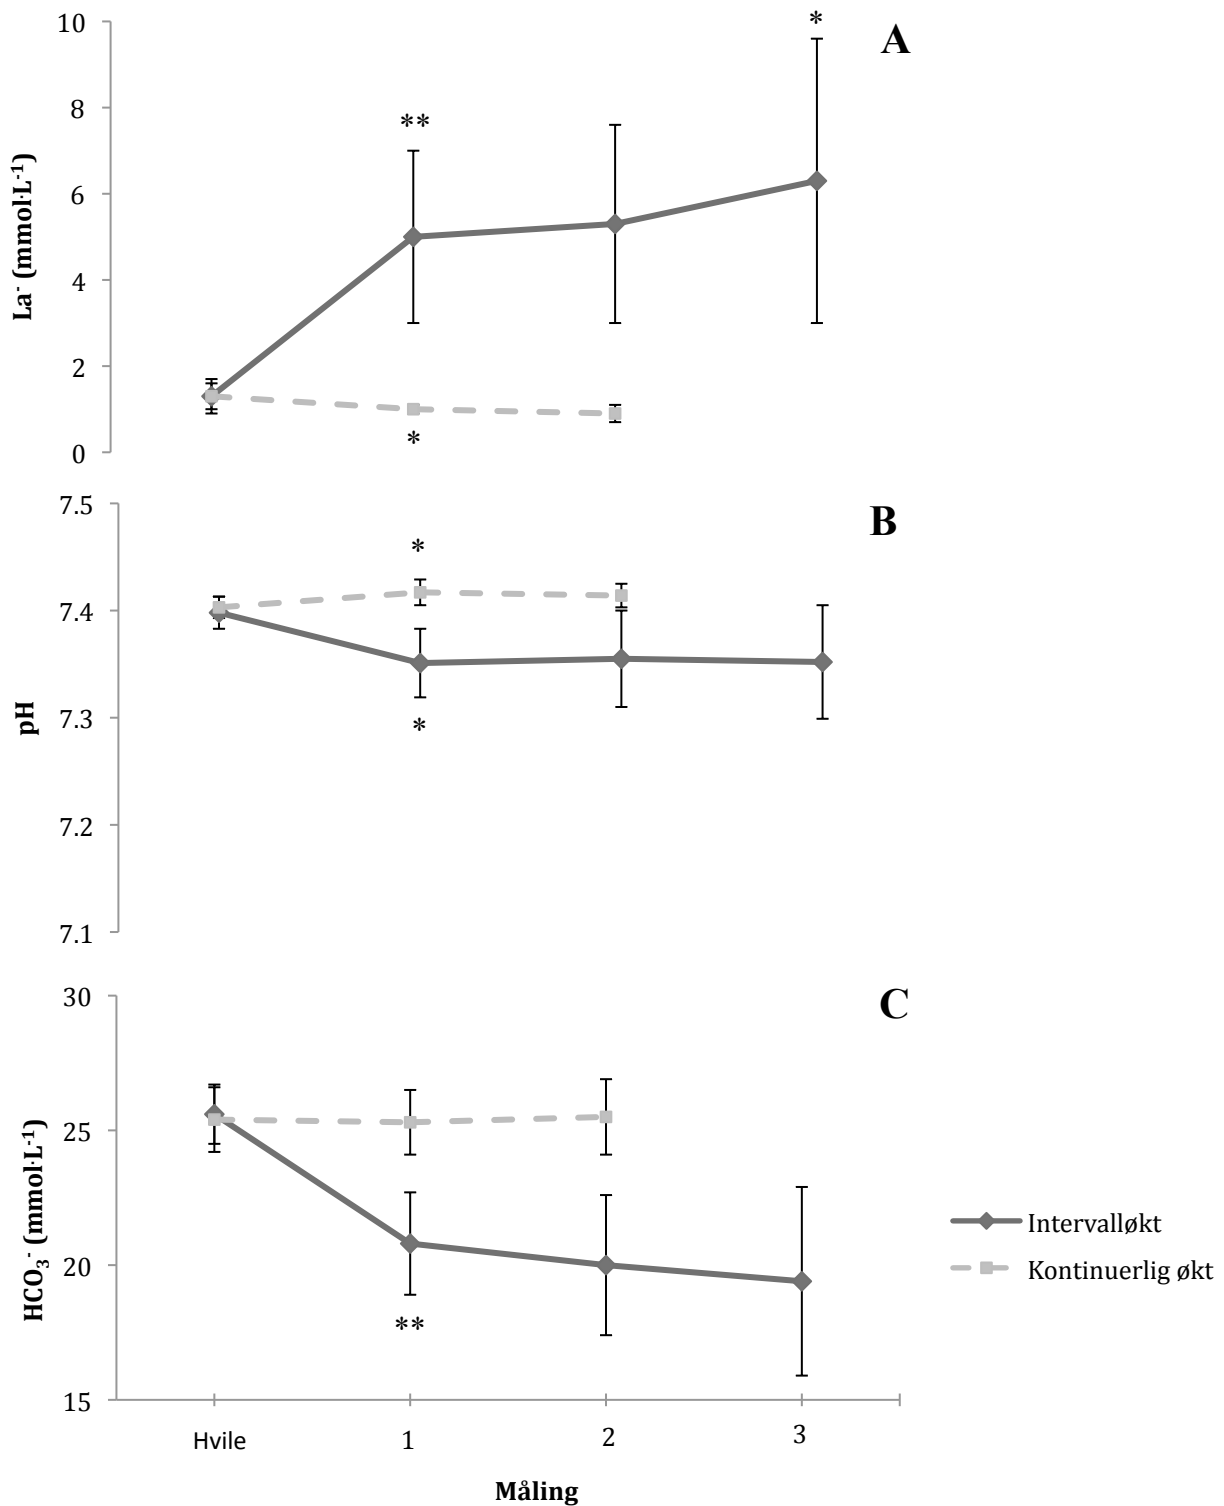 A
La⁻ (mmol·L⁻¹)
10
8
6
4
2
0
*
**
*
B
pH
7.5
7.4
7.3
7.2
7.1
*
*
C
HCO₃⁻ (mmol·L⁻¹)
30
25
20
15
**
Hvile 1 2 3
Måling
Intervalløkt
Kontinuerlig økt